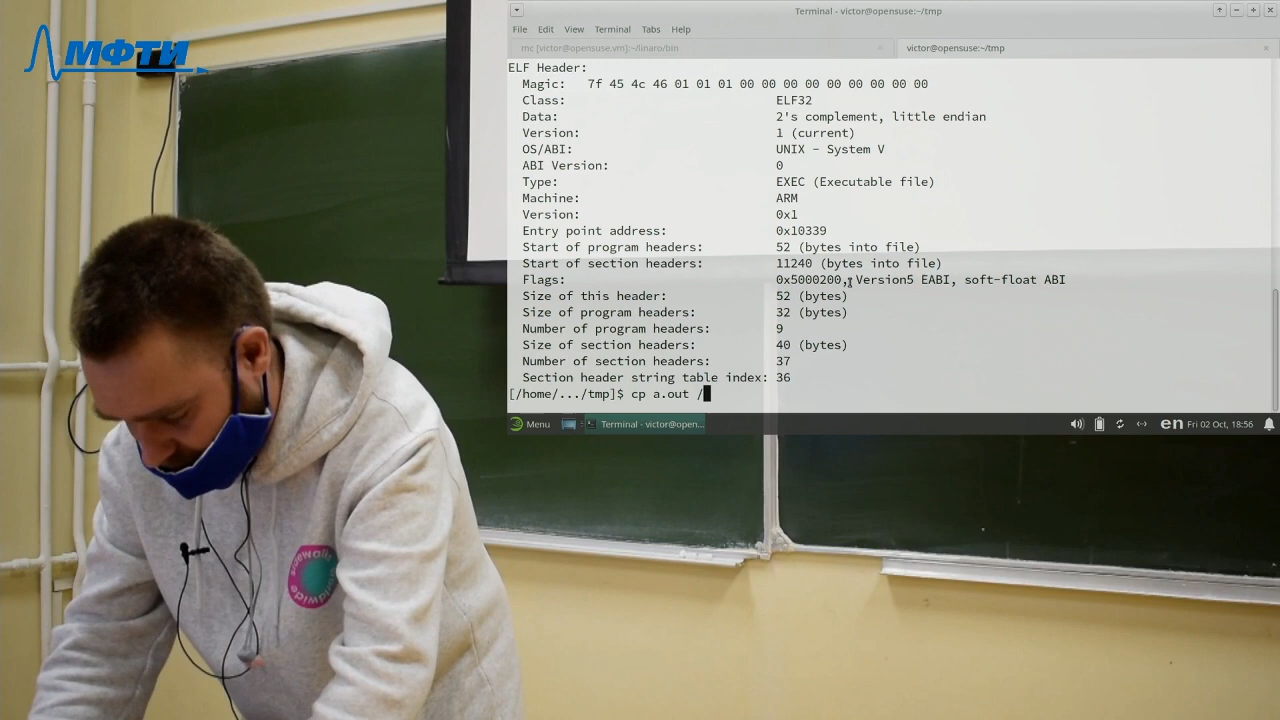 МФТИ
Terminal - victor@opensuse:~/tmp
File Edit View Terminal Tabs Help
mc [victor@opensuse.vm]:~/linaro/bin
victor@opensuse:~/tmp
ELF Header:
Magic: 7f 45 4c 46 01 01 01 00 00 00 00 00 00 00 00 00
Class: ELF32
Data: 2's complement, little endian
Version: 1 (current)
OS/ABI: UNIX - System V
ABI Version: 0
Type: EXEC (Executable file)
Machine: ARM
Version: 0x1
Entry point address: 0x10339
Start of program headers: 52 (bytes into file)
Start of section headers: 11240 (bytes into file)
Flags: 0x5000200, Version5 EABI, soft-float ABI
Size of this header: 52 (bytes)
Size of program headers: 32 (bytes)
Number of program headers: 9
Size of section headers: 40 (bytes)
Number of section headers: 37
Section header string table index: 36
[/home/.../tmp]$ cp a.out /
Menu
Terminal - victor@open...
en Fri 02 Oct, 18:56